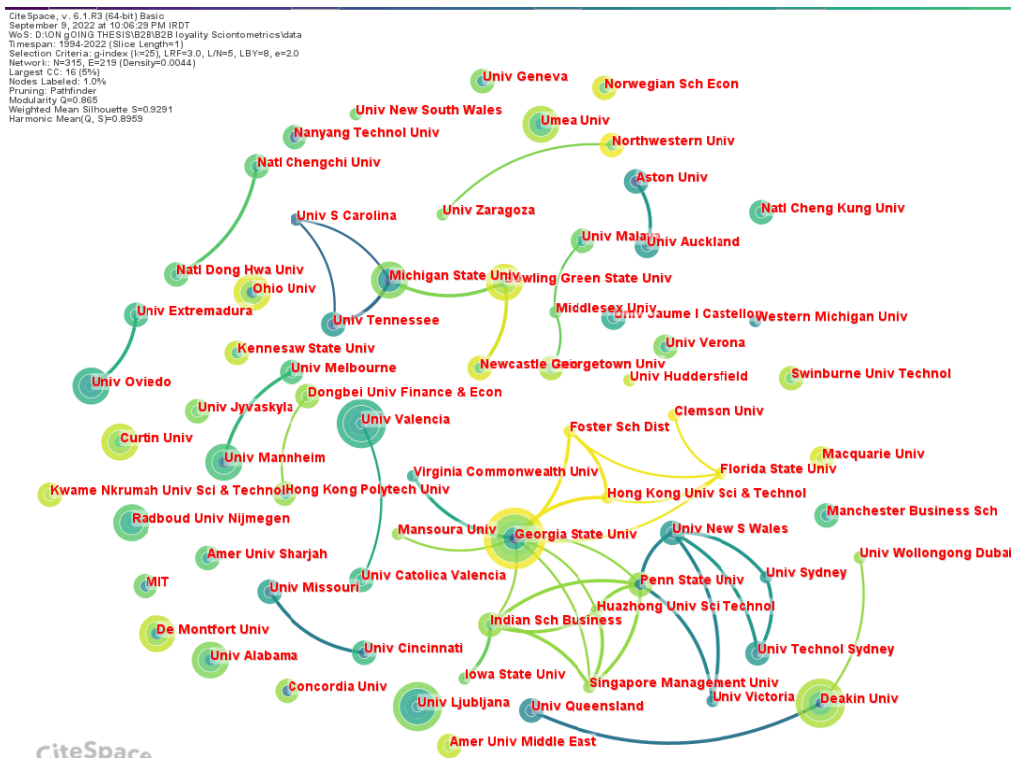 CiteSpace, v. 6.1.R3 (64-bit) Basic
September 9, 2022 at 10:06:29 PM IRDT
WoS: D:\ON gOING THESIS\B2B\B2B loyality Sciontometrics\data
Timespan: 1994-2022 (Slice Length=1)
Selection Criteria: g-index (k=25), LRF=3.0, L/N=5, LBY=8, e=2.0
Network: N=315, E=219 (Density=0.0044)
Largest CC: 16 (5%)
Nodes Labeled: 1.0%
Pruning: Pathfinder
Modularity Q=0.865
Weighted Mean Silhouette S=0.9291
Harmonic Mean(Q, S)=0.8959
Univ Geneva
Norwegian Sch Econ
Univ New South Wales
Umea Univ
Nanyang Technol Univ
Northwestern Univ
Natl Chengchi Univ
Aston Univ
Univ Zaragoza
Natl Cheng Kung Univ
Univ S Carolina
Univ Malaya
Univ Auckland
Natl Dong Hwa Univ
Michigan State Univ
Bowling Green State Univ
Ohio Univ
Univ Extremadura
Middlesex Univ
Univ Jaume I Castellon
Western Michigan Univ
Univ Tennessee
Univ Verona
Kennesaw State Univ
Newcastle
Georgetown Univ
Univ Melbourne
Univ Huddersfield
Swinburne Univ Technol
Univ Oviedo
Dongbei Univ Finance & Econ
Univ Jyvaskyla
Univ Valencia
Clemson Univ
Foster Sch Dist
Curtin Univ
Univ Mannheim
Macquarie Univ
Virginia Commonwealth Univ
Florida State Univ
Kwame Nkrumah Univ Sci & Technol
Hong Kong Polytech Univ
Hong Kong Univ Sci & Technol
Radboud Univ Nijmegen
Manchester Business Sch
Mansoura Univ
Georgia State Univ
Univ New S Wales
Amer Univ Sharjah
Univ Wollongong Dubai
MIT
Univ Missouri
Univ Catolica Valencia
Penn State Univ
Univ Sydney
Huazhong Univ Sci Technol
Indian Sch Business
De Montfort Univ
Univ Cincinnati
Univ Technol Sydney
Univ Alabama
Iowa State Univ
Concordia Univ
Singapore Management Univ
Univ Victoria
Deakin Univ
Univ Ljubljana
Univ Queensland
Amer Univ Middle East
CiteSpace